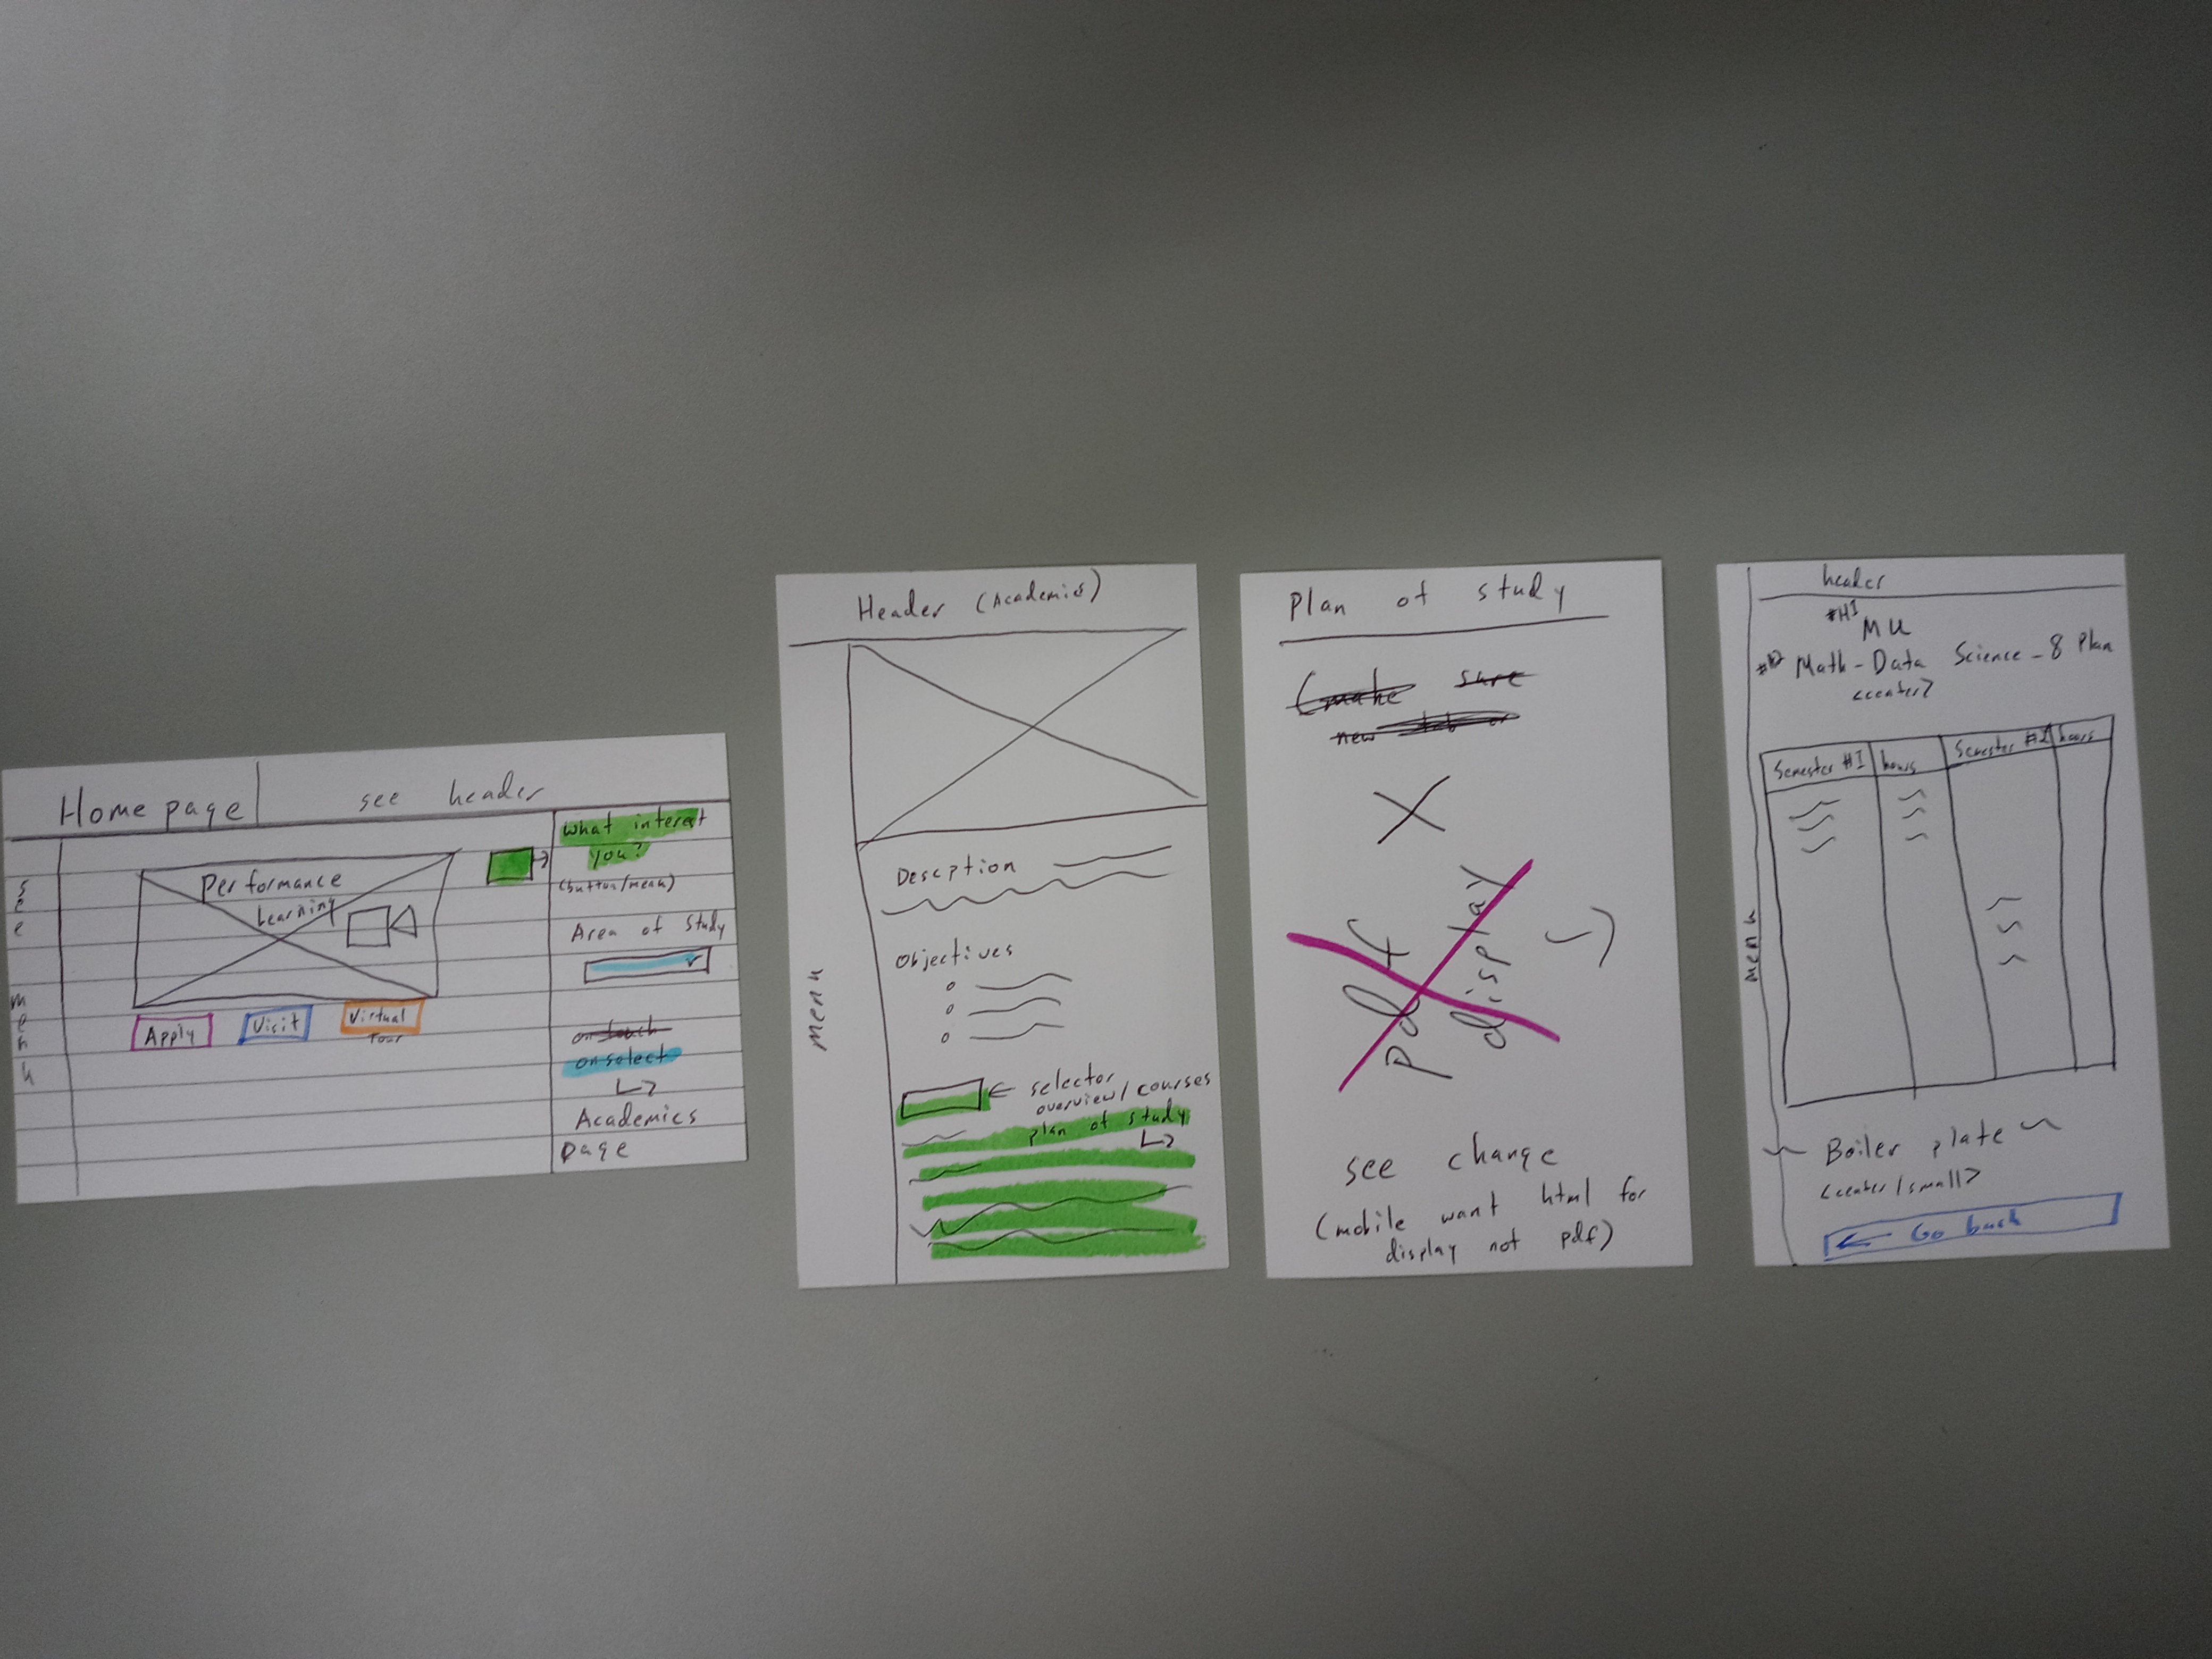 Home page
see header
see
menu
Performance
Learning
Apply
Visit
Virtual
Tour
What interest
you?
(button/menu)
Area of study
on touch
on select
Academics
page
Header (Academics)
menu
Descption
Objectives
selector
overview/courses
plan of study
Plan of study
(make sure
new tab or
pdf
display
see change
(mobile want html for
display not pdf)
header
#H1
MU
Math-Data Science-8 Plan
<center>
Semester #1
hours
Semester #2
hours
menu
Boiler plate
<center/small>
Go back